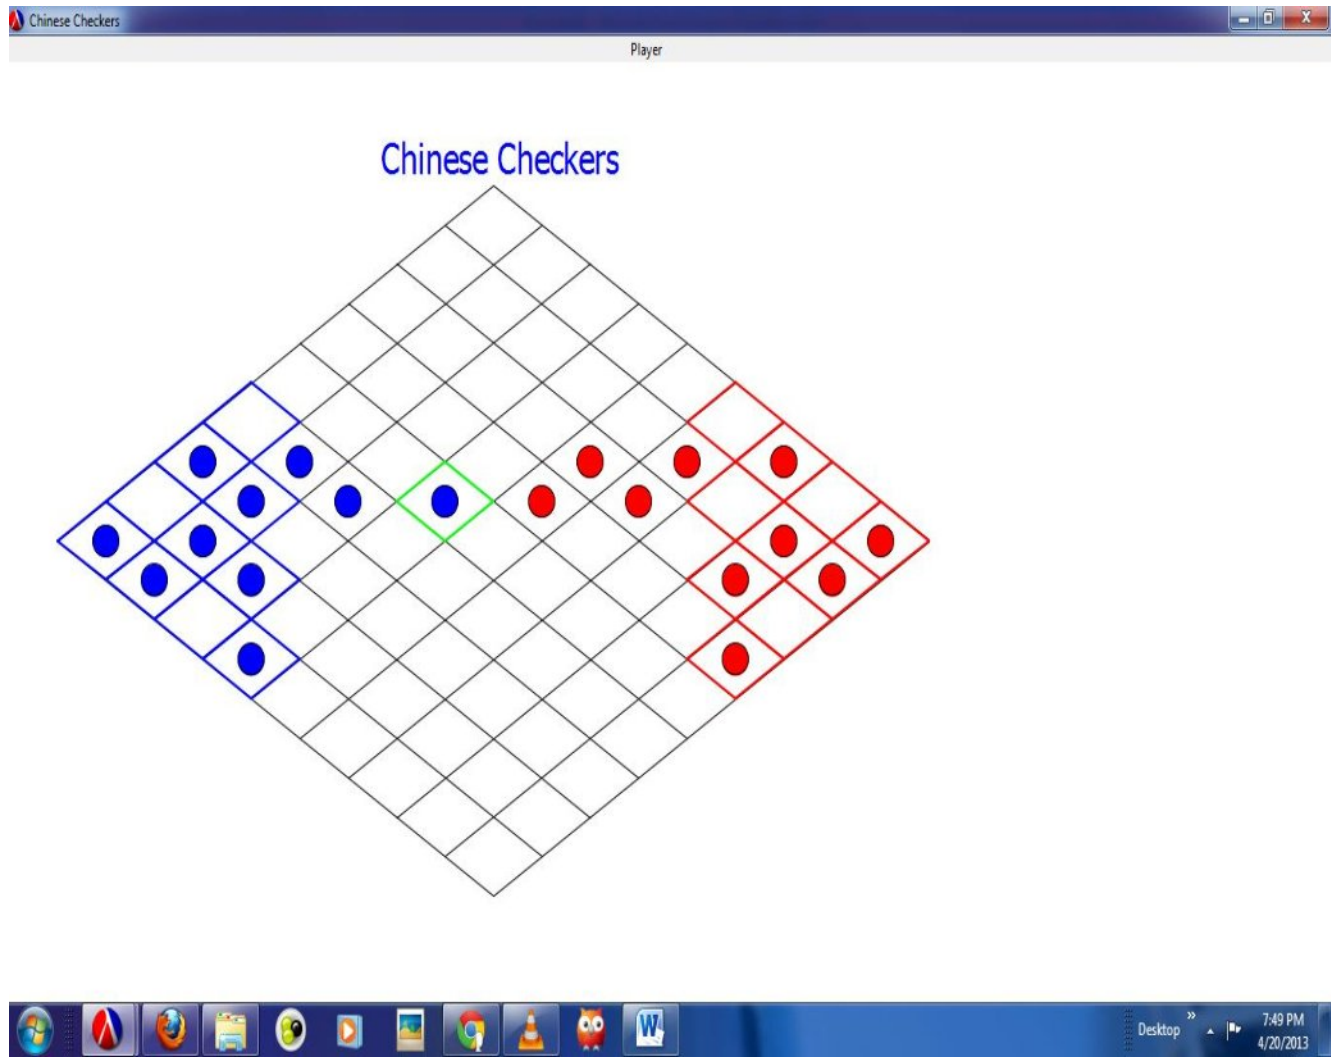 Chinese Checkers
Player
Chinese Checkers
W
Desktop »
7:49 PM
4/20/2013